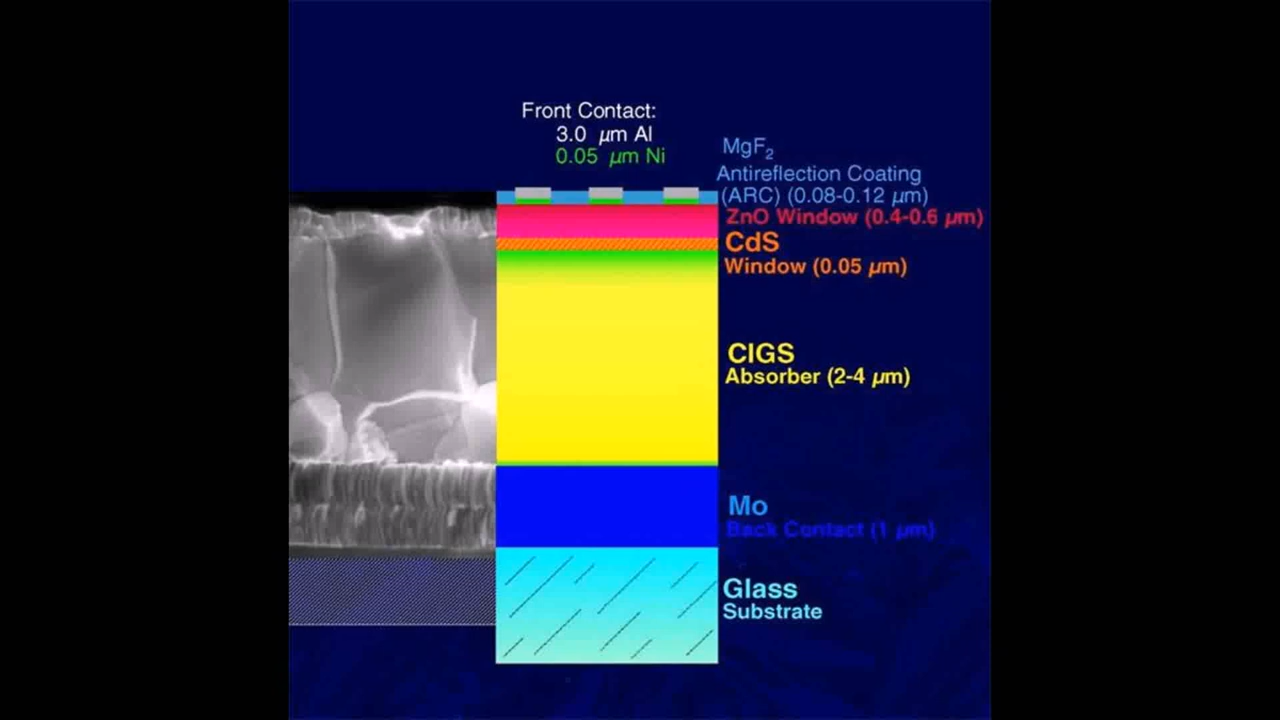 Front Contact:
3.0 µm Al
0.05 µm Ni
MgF₂
Antireflection Coating
(ARC) (0.08-0.12 µm)
ZnO Window (0.4-0.6 µm)
CdS
Window (0.05 µm)
CIGS
Absorber (2-4 µm)
Mo
Back Contact (1 µm)
Glass
Substrate